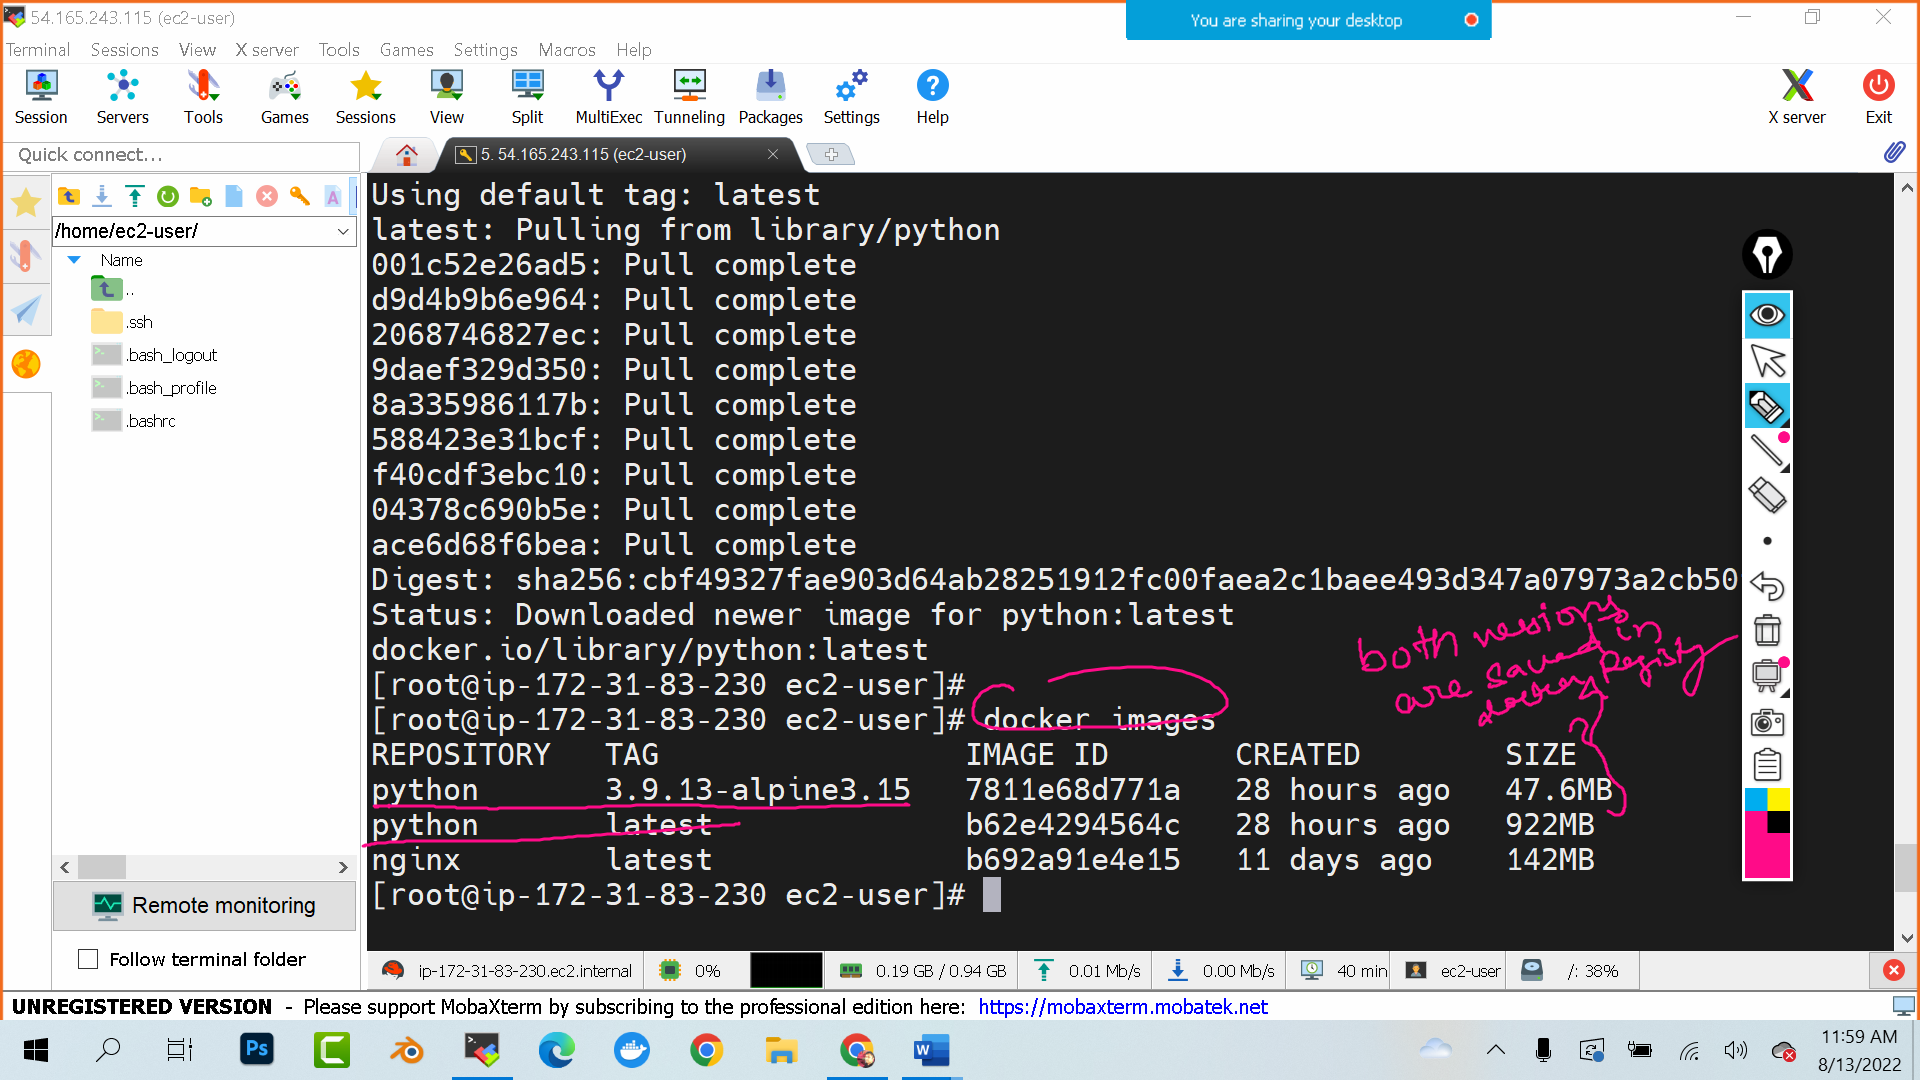 54.165.243.115 (ec2-user)
You are sharing your desktop
Terminal Sessions View X server Tools Games Settings Macros Help
Session Servers Tools Games Sessions View Split MultiExec Tunneling Packages Settings Help X server Exit
Quick connect...
5. 54.165.243.115 (ec2-user)
/home/ec2-user/
Name
..
.ssh
.bash_logout
.bash_profile
.bashrc
Remote monitoring
Follow terminal folder
Using default tag: latest
latest: Pulling from library/python
001c52e26ad5: Pull complete
d9d4b9b6e964: Pull complete
2068746827ec: Pull complete
9daef329d350: Pull complete
8a335986117b: Pull complete
588423e31bcf: Pull complete
f40cdf3ebc10: Pull complete
04378c690b5e: Pull complete
ace6d68f6bea: Pull complete
Digest: sha256:cbf49327fae903d64ab28251912fc00faea2c1baee493d347a07973a2cb50
Status: Downloaded newer image for python:latest
docker.io/library/python:latest
[root@ip-172-31-83-230 ec2-user]#
[root@ip-172-31-83-230 ec2-user]# docker images
REPOSITORY TAG IMAGE ID CREATED SIZE
python 3.9.13-alpine3.15 7811e68d771a 28 hours ago 47.6MB
python latest b62e4294564c 28 hours ago 922MB
nginx latest b692a91e4e15 11 days ago 142MB
[root@ip-172-31-83-230 ec2-user]#
both versions
are saved in
docker Registry
ip-172-31-83-230.ec2.internal 0% 0.19 GB / 0.94 GB 0.01 Mb/s 0.00 Mb/s 40 min ec2-user /: 38%
UNREGISTERED VERSION - Please support MobaXterm by subscribing to the professional edition here: https://mobaxterm.mobatek.net
Ps
C
W
11:59 AM
8/13/2022